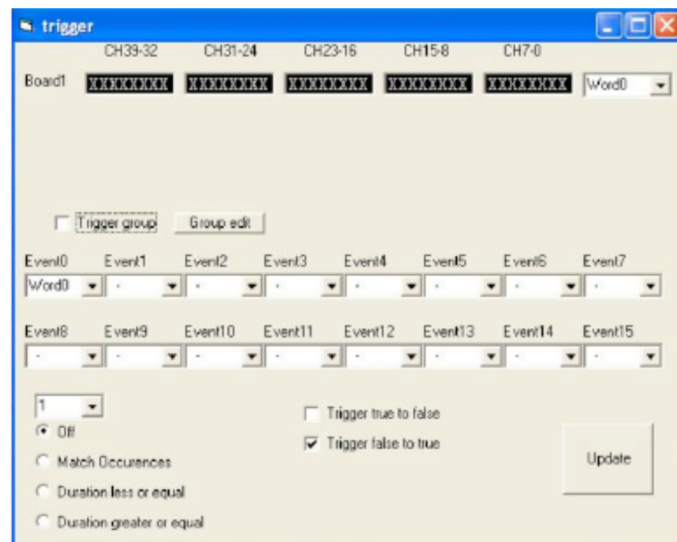 trigger
CH39-32 CH31-24 CH23-16 CH15-8 CH7-0
Board1 XXXXXXXX XXXXXXXX XXXXXXXX XXXXXXXX XXXXXXXX Word0
Trigger group Group edit
Event0 Event1 Event2 Event3 Event4 Event5 Event6 Event7
Word0 - - - - - - -
Event8 Event9 Event10 Event11 Event12 Event13 Event14 Event15
- - - - - - - -
1
Off
Match Occurences
Duration less or equal
Duration greater or equal
Trigger true to false
Trigger false to true
Update